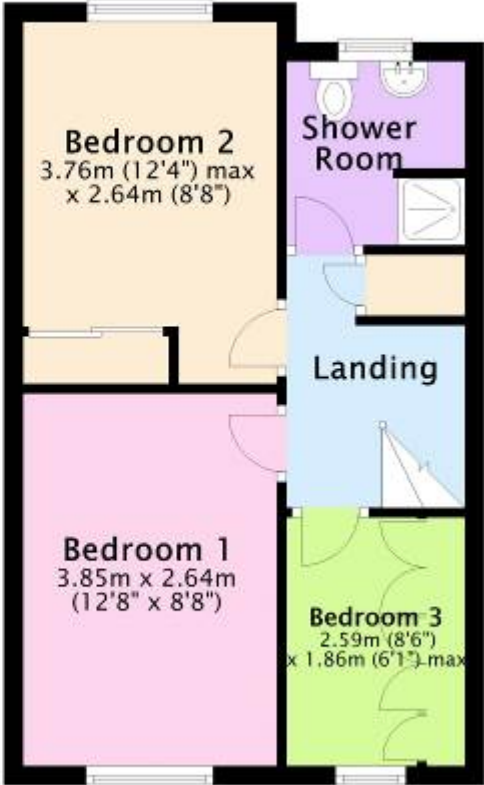 Bedroom 2
3.76m (12'4") max
x 2.64m (8'8")
Shower
Room
Landing
Bedroom 1
3.85m x 2.64m
(12'8" x 8'8")
Bedroom 3
2.59m (8'6")
x 1.86m (6'1") max